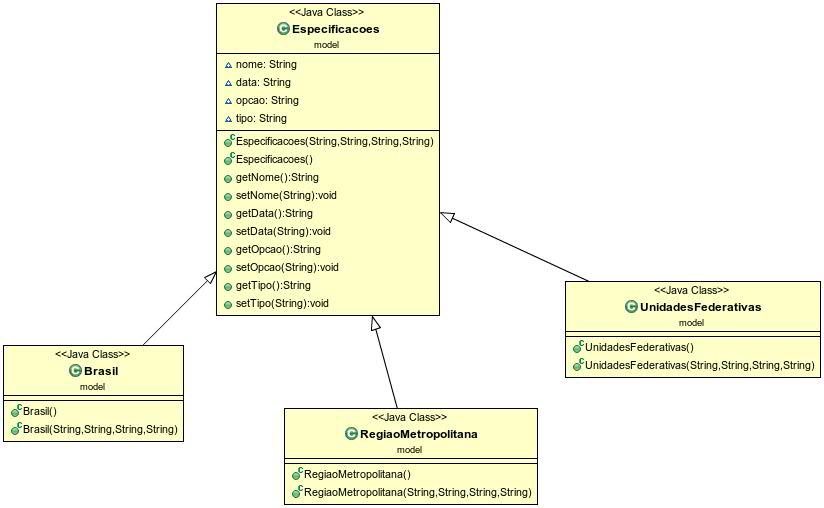 <<Java Class>>
Especificacoes
model
nome: String
data: String
opcao: String
tipo: String
Especificacoes(String,String,String,String)
Especificacoes()
getNome():String
setNome(String):void
getData():String
setData(String):void
getOpcao():String
setOpcao(String):void
getTipo():String
setTipo(String):void
<<Java Class>>
UnidadesFederativas
model
UnidadesFederativas()
UnidadesFederativas(String,String,String,String)
<<Java Class>>
Brasil
model
Brasil()
Brasil(String,String,String,String)
<<Java Class>>
RegiaoMetropolitana
model
RegiaoMetropolitana()
RegiaoMetropolitana(String,String,String,String)